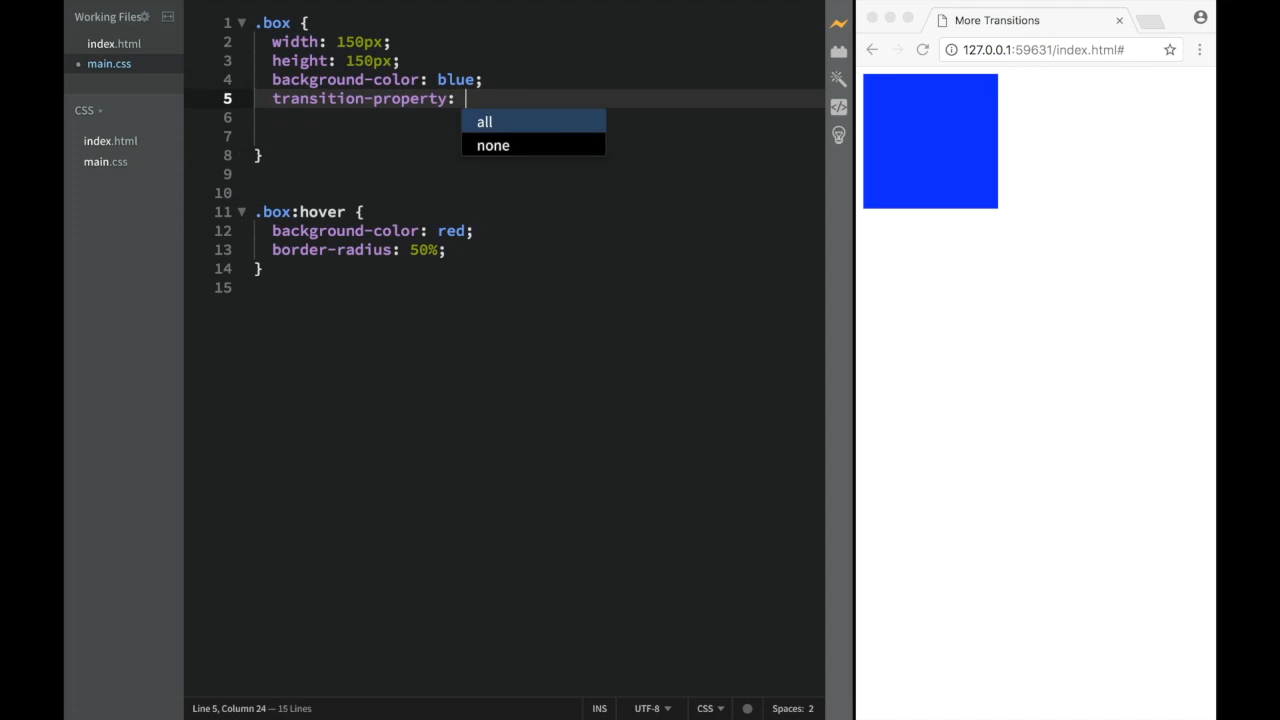 Working Files
index.html
main.css
CSS
index.html
main.css
1 .box {
2 width: 150px;
3 height: 150px;
4 background-color: blue;
5 transition-property:
all
6
none
7
8 }
9
10
11 .box:hover {
12 background-color: red;
13 border-radius: 50%;
14 }
15
Line 5, Column 24 — 15 Lines
INS
UTF-8
CSS
Spaces: 2
More Transitions
127.0.0.1:59631/index.html#